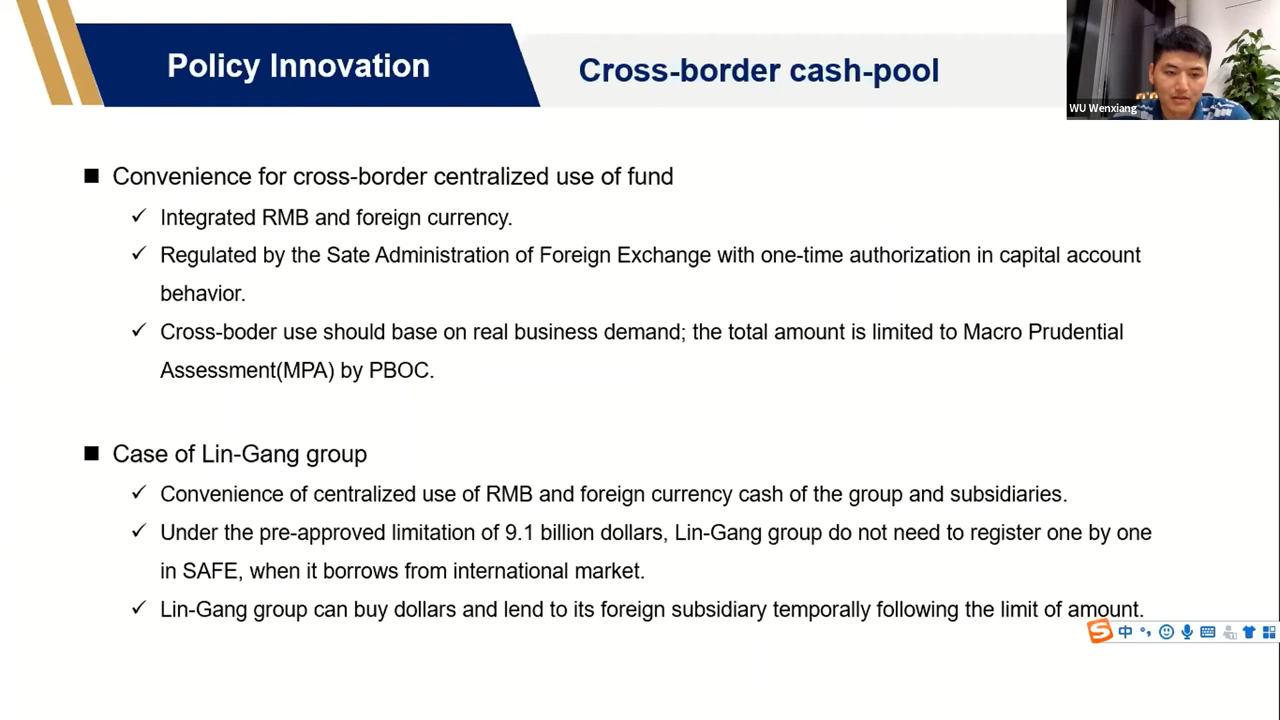 Policy Innovation
Cross-border cash-pool
WU Wenxiang
Convenience for cross-border centralized use of fund
Integrated RMB and foreign currency.
Regulated by the Sate Administration of Foreign Exchange with one-time authorization in capital account
behavior.
Cross-boder use should base on real business demand; the total amount is limited to Macro Prudential
Assessment(MPA) by PBOC.
Case of Lin-Gang group
Convenience of centralized use of RMB and foreign currency cash of the group and subsidiaries.
Under the pre-approved limitation of 9.1 billion dollars, Lin-Gang group do not need to register one by one
in SAFE, when it borrows from international market.
Lin-Gang group can buy dollars and lend to its foreign subsidiary temporally following the limit of amount.
S 中